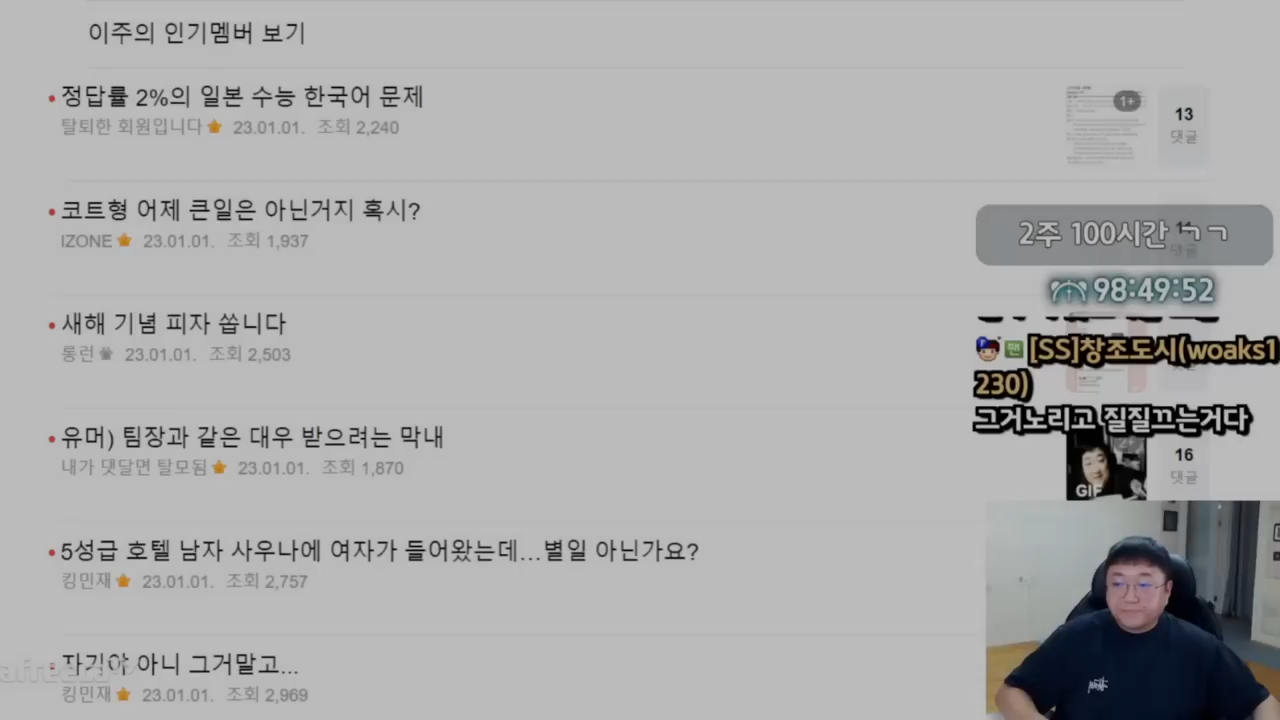 이주의 인기멤버 보기
정답률 2%의 일본 수능 한국어 문제
탈퇴한 회원입니다 23.01.01. 조회 2,240
1+
13
댓글
코트형 어제 큰일은 아닌거지 혹시?
IZONE 23.01.01. 조회 1,937
2주 100시간 ㄱㄱ
98:49:52
새해 기념 피자 쏩니다
롱런 23.01.01. 조회 2,503
팬 [SS]창조도시(woaks1
230)
그거노리고 질질끄는거다
유머) 팀장과 같은 대우 받으려는 막내
내가 댓달면 탈모됨 23.01.01. 조회 1,870
16
댓글
GIF
5성급 호텔 남자 사우나에 여자가 들어왔는데...별일 아닌가요?
킹민재 23.01.01. 조회 2,757
자기야 아니 그거말고...
킹민재 23.01.01. 조회 2,969